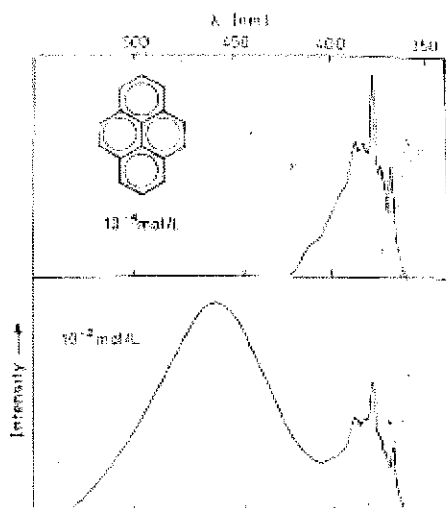 λ (nm)
500 450 400 350
10⁻⁴ mol/L
10⁻² mol/L
Intensity →